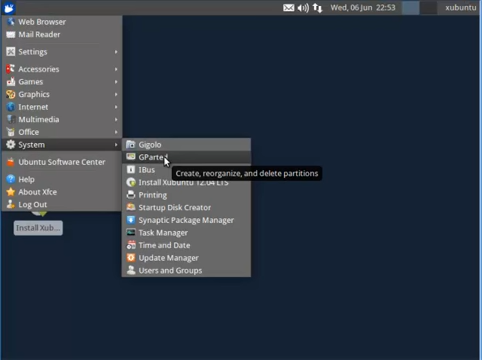 Wed, 06 Jun 22:53
xubuntu
Web Browser
Mail Reader
Settings
Accessories
Games
Graphics
Internet
Multimedia
Office
System
Ubuntu Software Center
Help
About Xfce
Log Out
Install Xub...
Gigolo
GParted
IBus
Create, reorganize, and delete partitions
Install Xubuntu 12.04 LTS
Printing
Startup Disk Creator
Synaptic Package Manager
Task Manager
Time and Date
Update Manager
Users and Groups